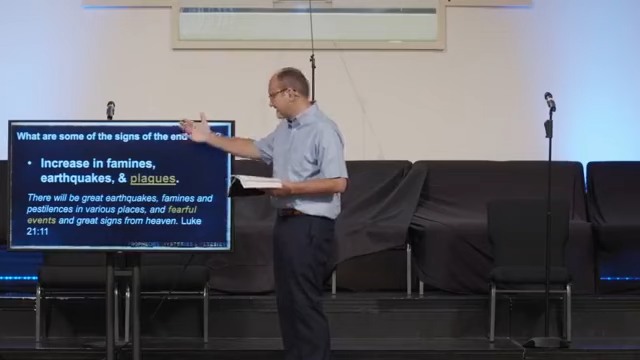 What are some of the signs of the end
• Increase in famines,
earthquakes, & plagues.
There will be great earthquakes, famines and
pestilences in various places, and fearful
events and great signs from heaven. Luke
21:11